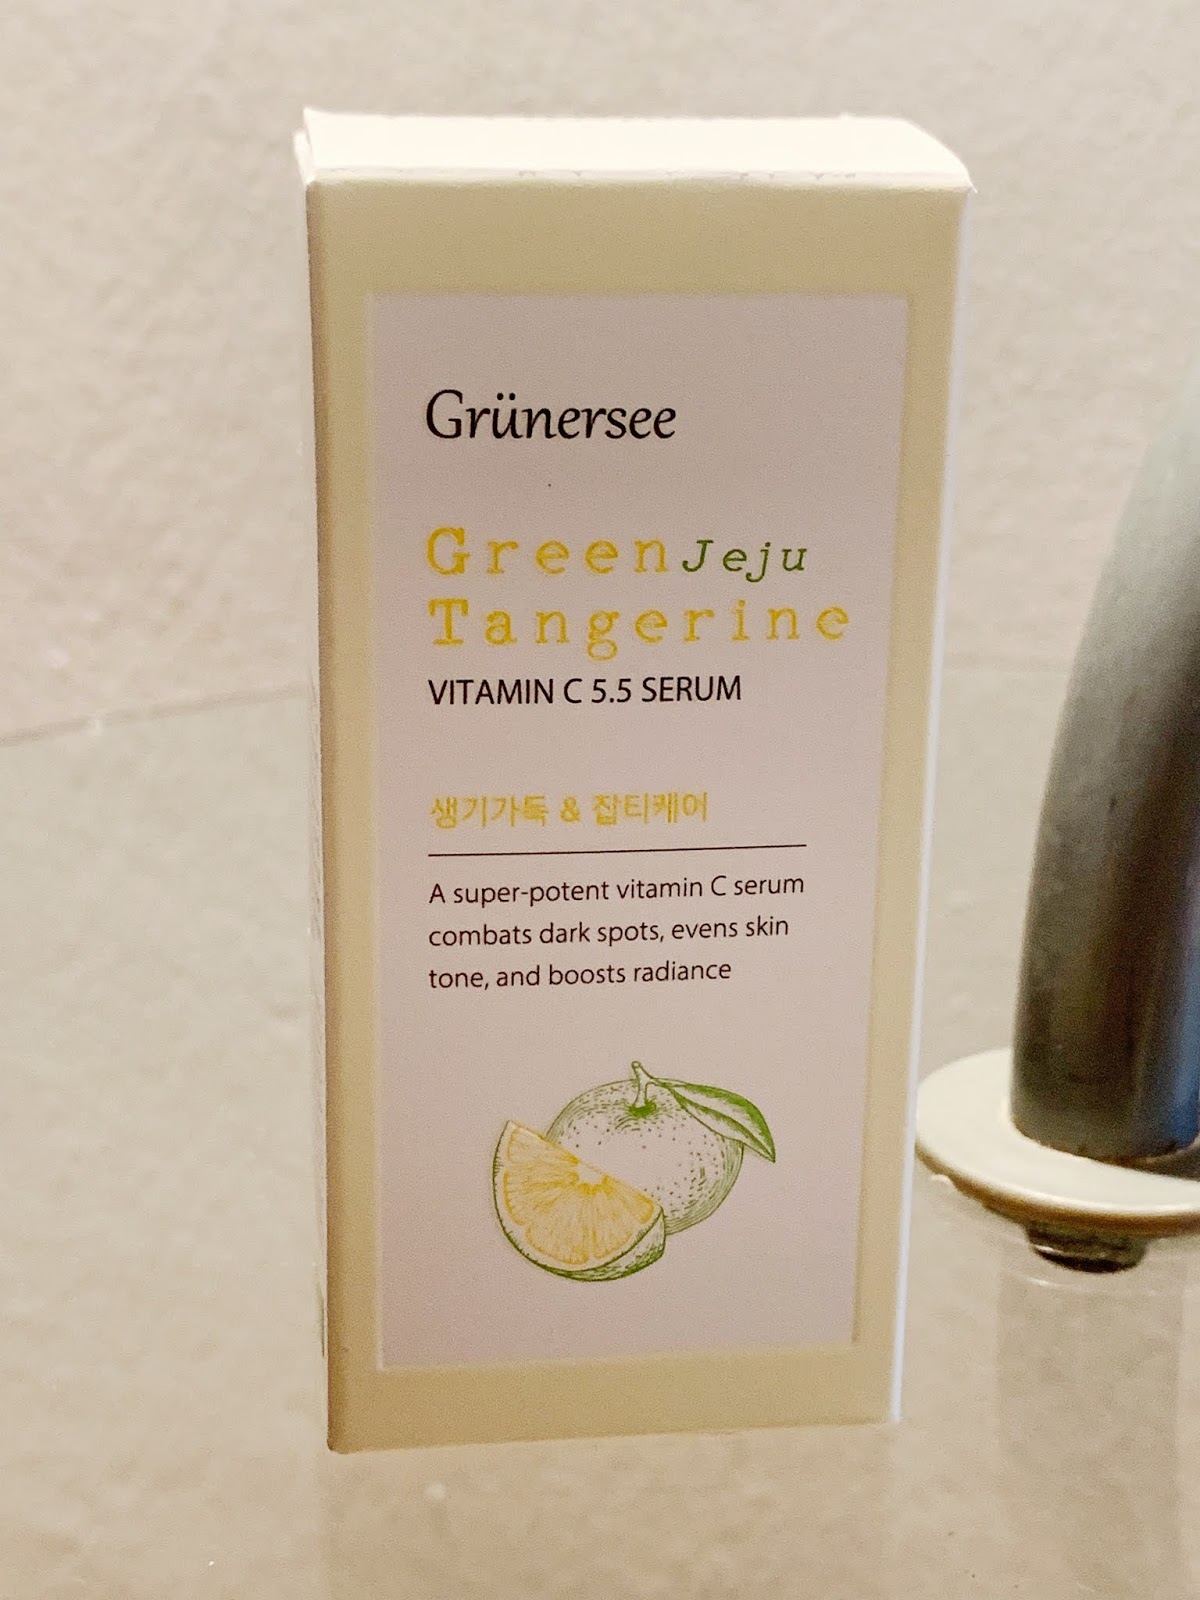 Grünersee
Green Jeju
Tangerine
VITAMIN C 5.5 SERUM
생기가득 & 잡티케어
A super-potent vitamin C serum
combats dark spots, evens skin
tone, and boosts radiance